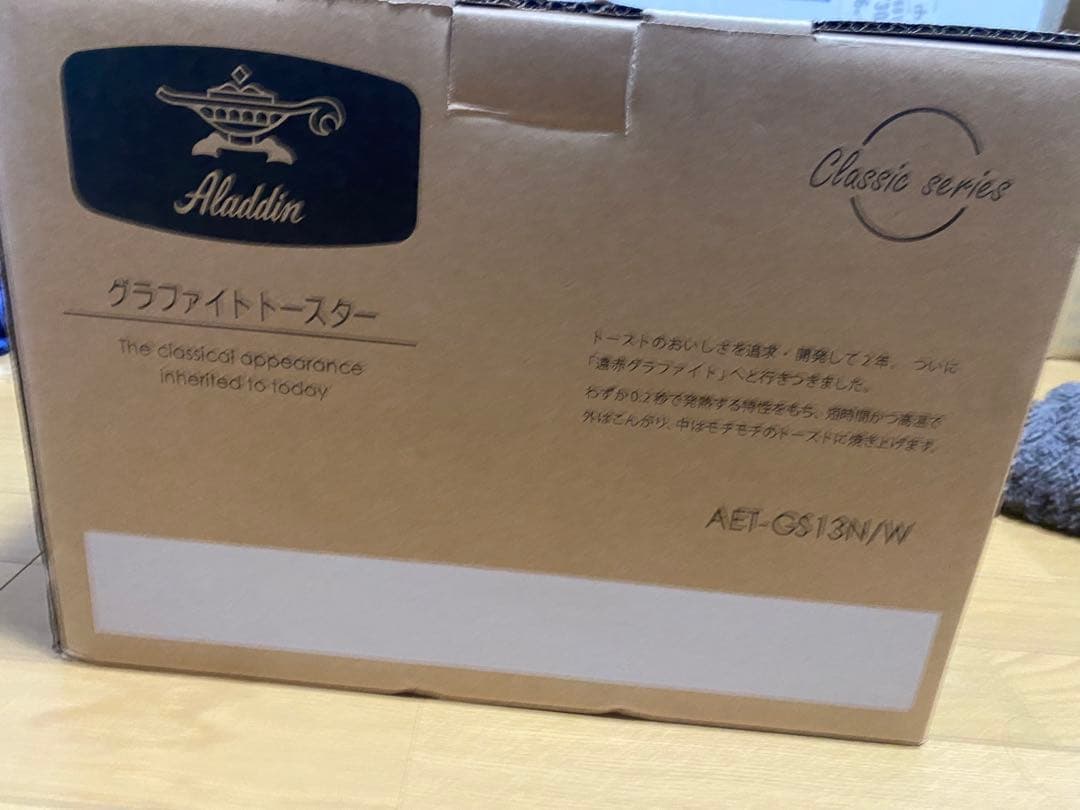 Aladdin
Classic series
グラファイトトースター
The classical appearance
inherited to today
トーストのおいしさを追求・開発して2年。 ついに
「遠赤グラファイト」へと行きつきました。
わずか0.2秒で発熱する特性をもち、短時間かつ高温で
外はこんがり、中はモチモチのトーストに焼き上げます。
AET-GS13N/W